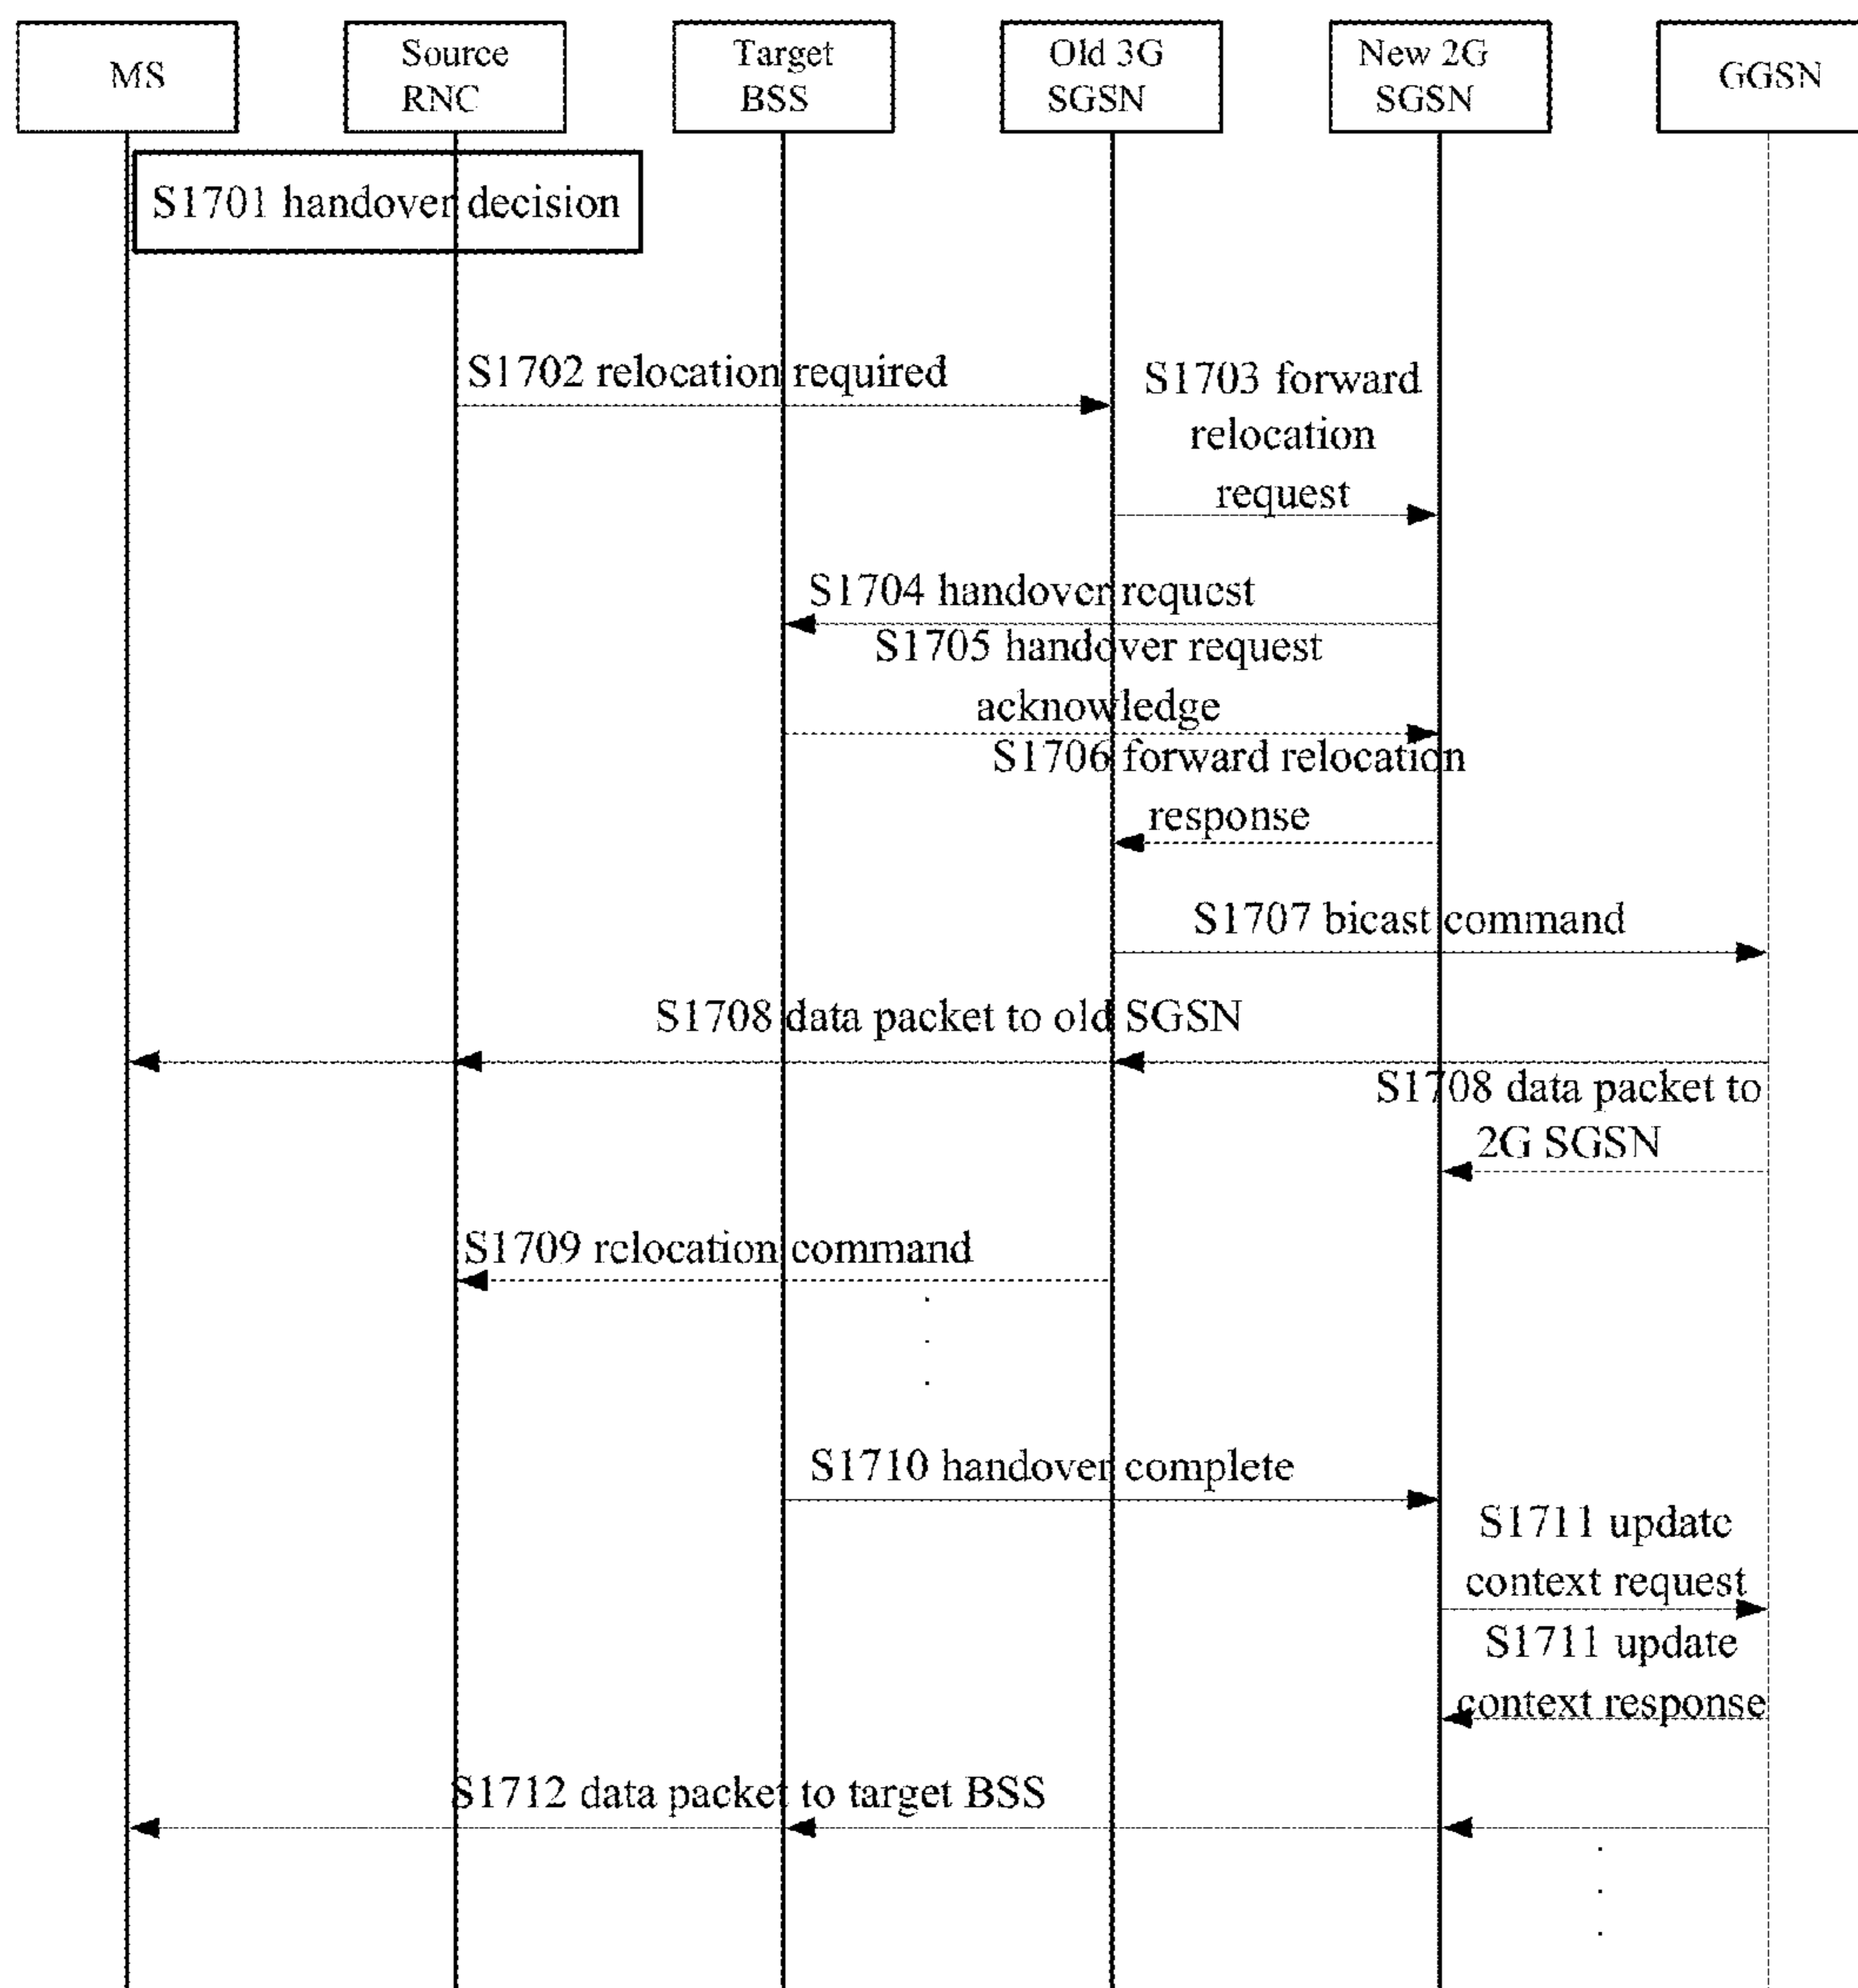 MS
Source
RNC
Target
BSS
Old 3G
SGSN
New 2G
SGSN
GGSN
S1701 handover decision
S1702 relocation required
S1703 forward
relocation
request
S1704 handover request
S1705 handover request
acknowledge
S1706 forward relocation
response
S1707 bicast command
S1708 data packet to old SGSN
S1708 data packet to
2G SGSN
S1709 relocation command
S1710 handover complete
S1711 update
context request
S1711 update
context response
S1712 data packet to target BSS